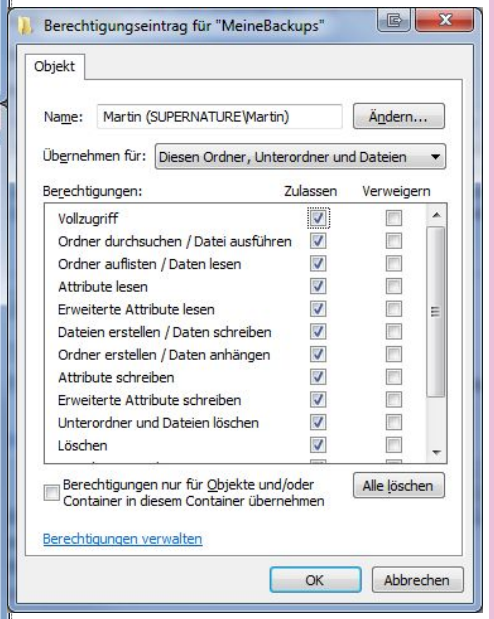 Berechtigungseintrag für "MeineBackups"
Objekt
Name: Martin (SUPERNATURE\Martin) Ändern...
Übernehmen für: Diesen Ordner, Unterordner und Dateien
Berechtigungen: Zulassen Verweigern
Vollzugriff
Ordner durchsuchen / Datei ausführen
Ordner auflisten / Daten lesen
Attribute lesen
Erweiterte Attribute lesen
Dateien erstellen / Daten schreiben
Ordner erstellen / Daten anhängen
Attribute schreiben
Erweiterte Attribute schreiben
Unterordner und Dateien löschen
Löschen
Berechtigungen nur für Objekte und/oder
Container in diesem Container übernehmen
Alle löschen
Berechtigungen verwalten
OK Abbrechen